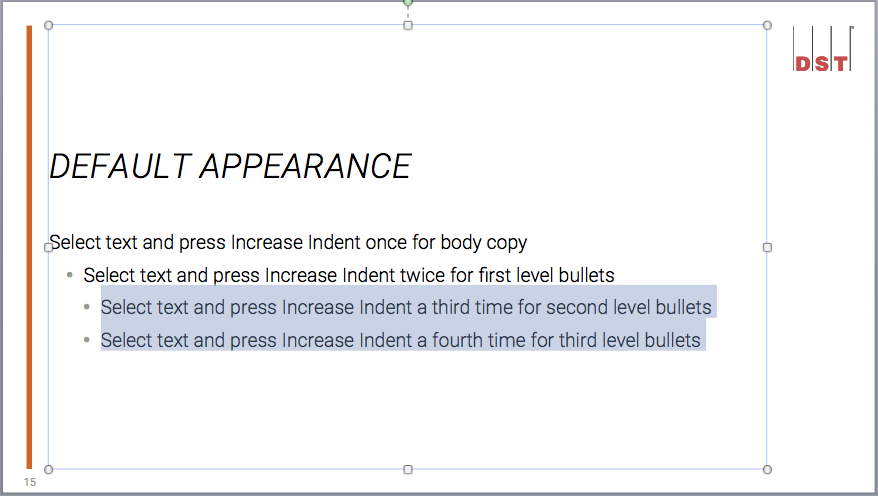 DST
DEFAULT APPEARANCE
Select text and press Increase Indent once for body copy
• Select text and press Increase Indent twice for first level bullets
• Select text and press Increase Indent a third time for second level bullets
• Select text and press Increase Indent a fourth time for third level bullets
15